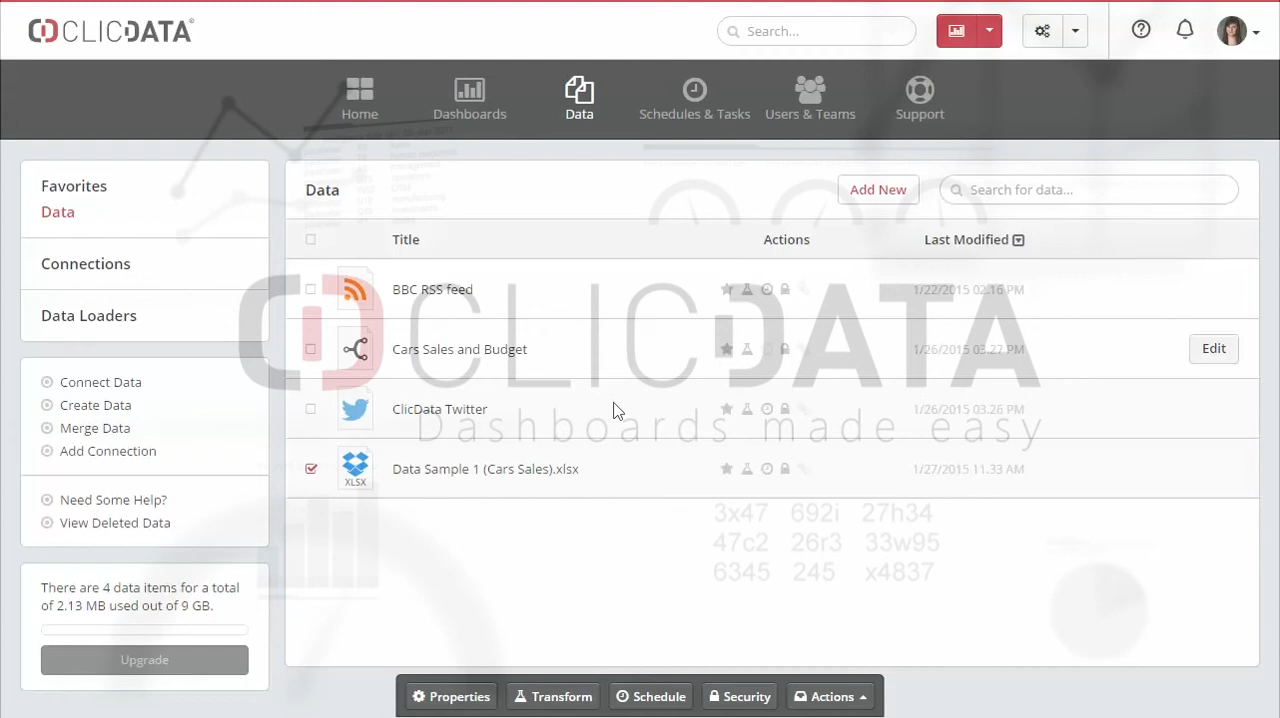 CLICDATA
Search...
Home
Dashboards
Data
Schedules & Tasks
Users & Teams
Support
Favorites
Data
Connections
Data Loaders
Connect Data
Create Data
Merge Data
Add Connection
Need Some Help?
View Deleted Data
There are 4 data items for a total
of 2.13 MB used out of 9 GB.
Upgrade
Data
Add New
Search for data...
Title
Actions
Last Modified
BBC RSS feed
1/22/2015 02.16 PM
Cars Sales and Budget
1/26/2015 03.27 PM
Edit
ClicData Twitter
1/26/2015 03.26 PM
XLSX
Data Sample 1 (Cars Sales).xlsx
1/27/2015 11.33 AM
CLICDATA
Dashboards made easy
3x47 692i 27h34
47c2 26r3 33w95
6345 245 x4837
Properties
Transform
Schedule
Security
Actions